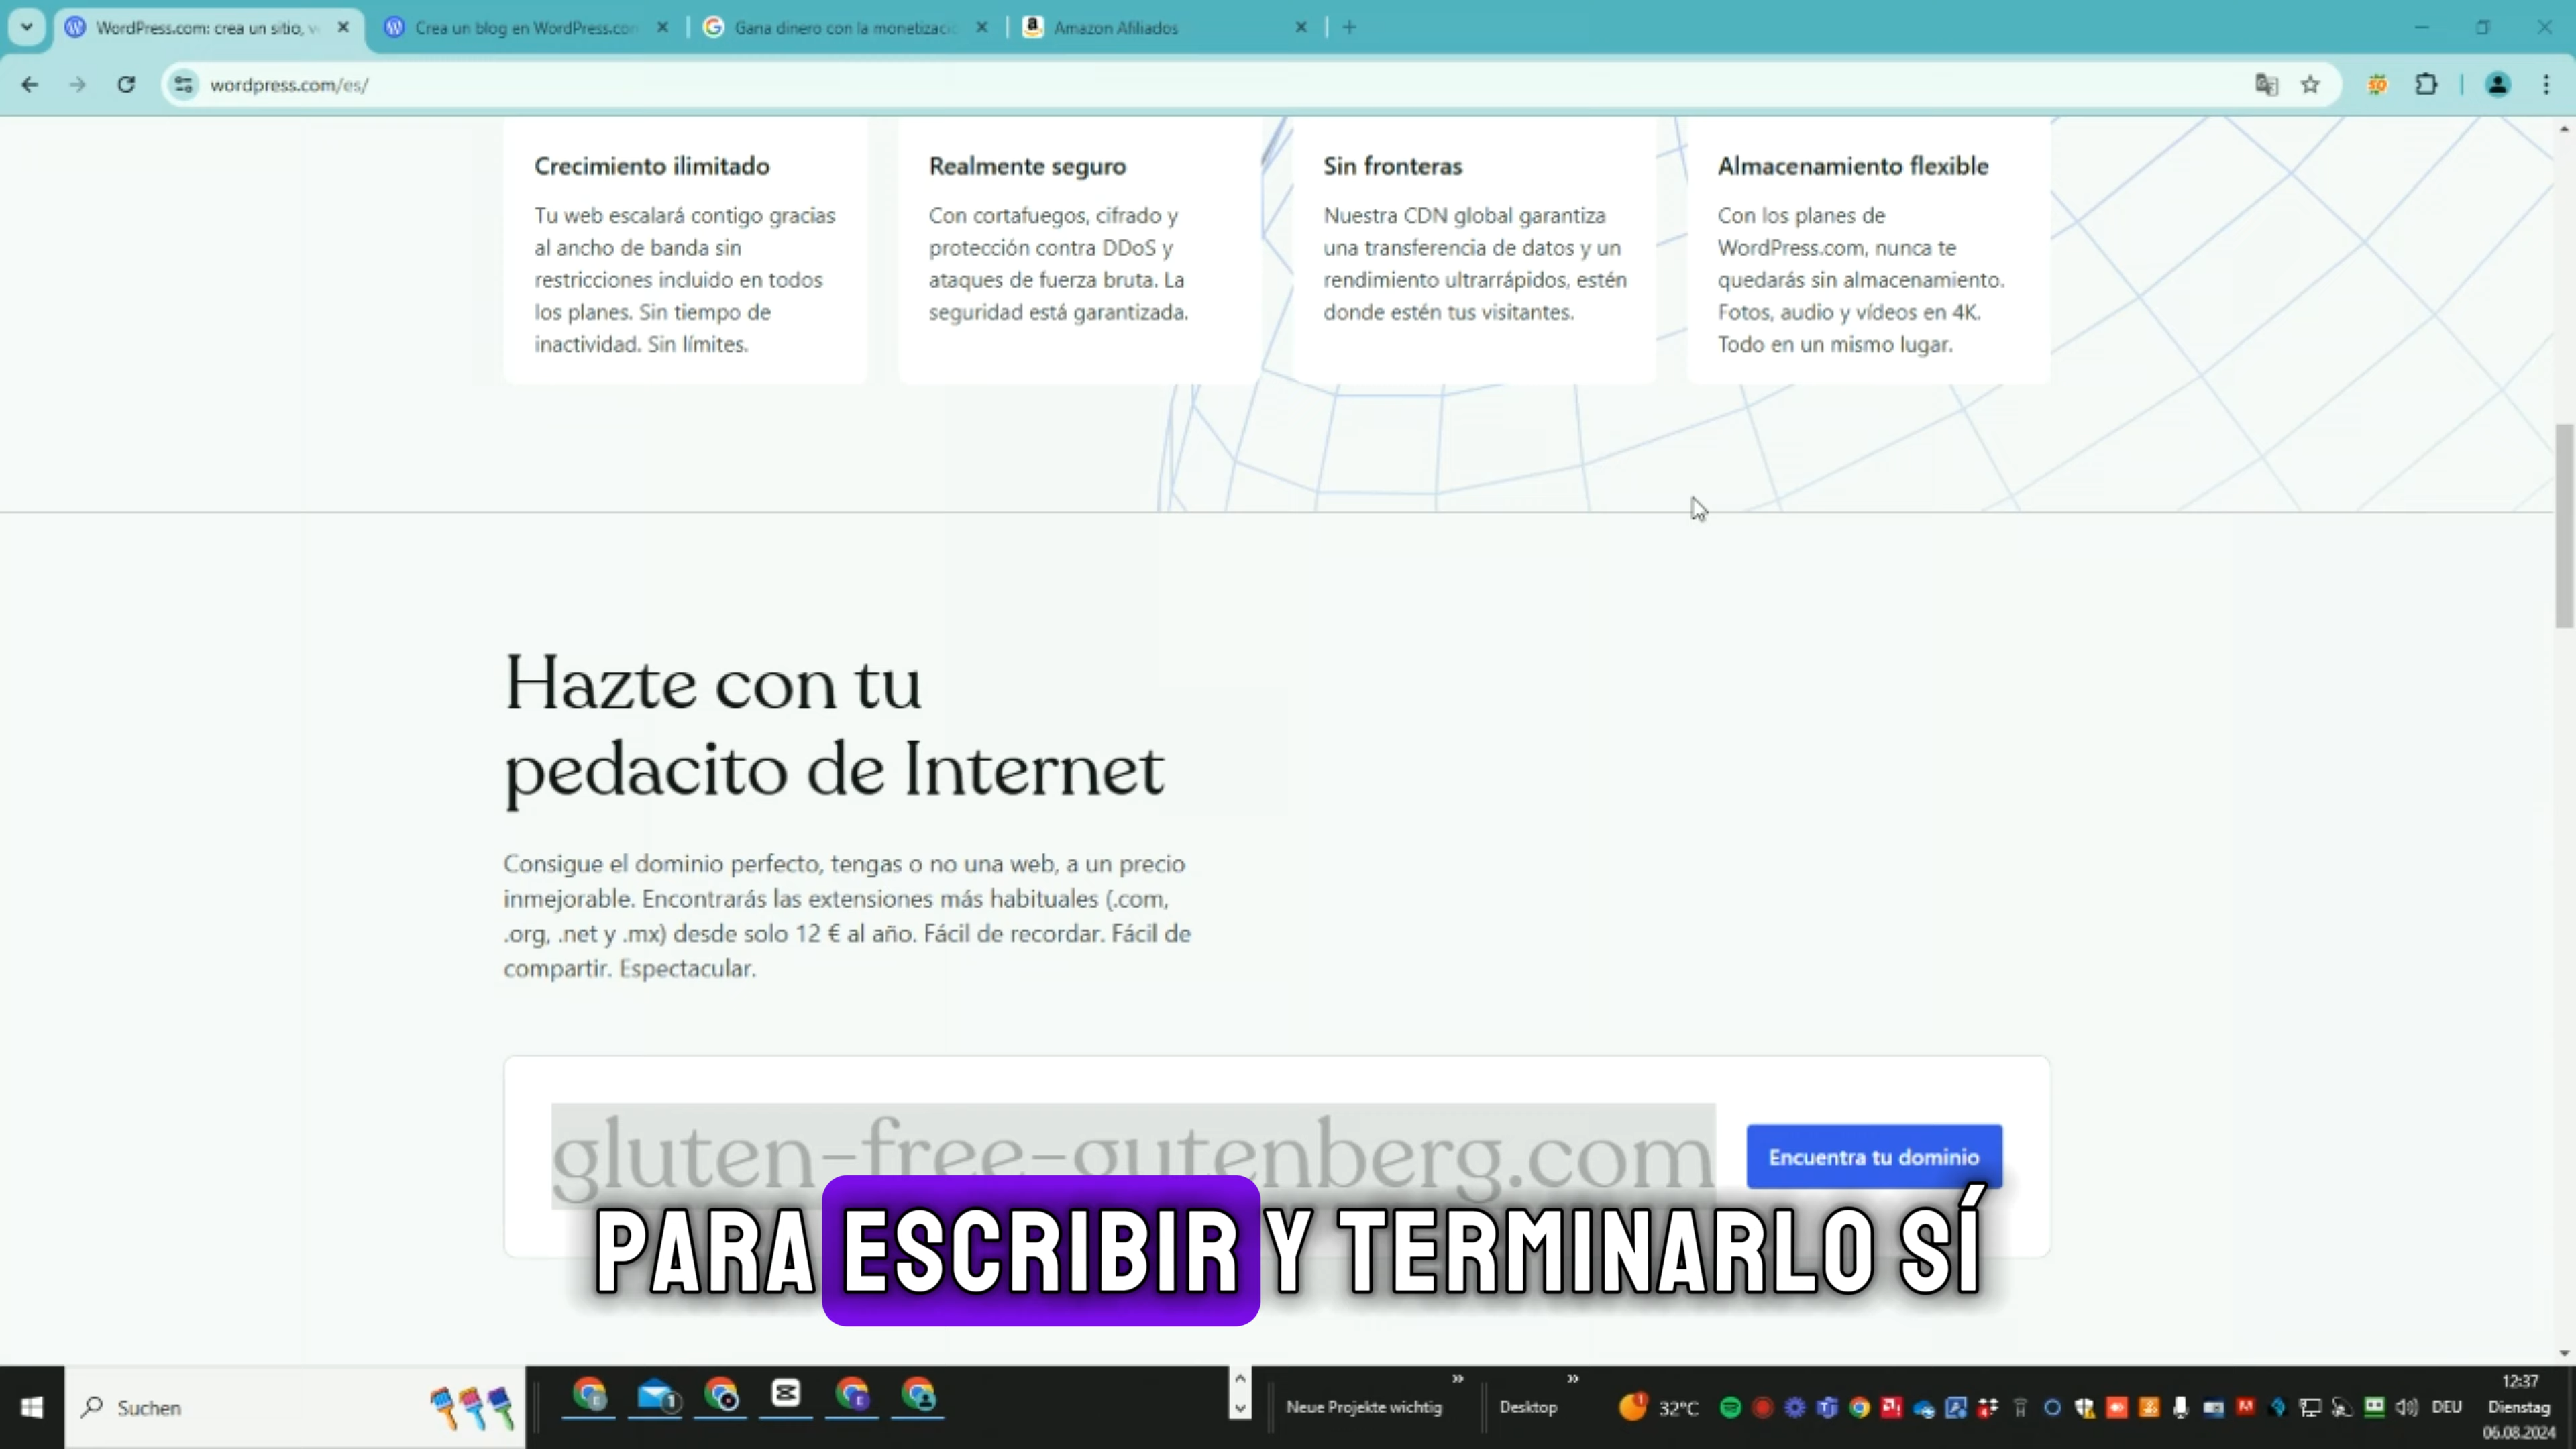 WordPress.com: crea un sitio, v
Crea un blog en WordPress.con
Gana dinero con la monetizaci
Amazon Afiliados
wordpress.com/es/
Crecimiento ilimitado
Tu web escalará contigo gracias
al ancho de banda sin
restricciones incluido en todos
los planes. Sin tiempo de
inactividad. Sin límites.
Realmente seguro
Con cortafuegos, cifrado y
protección contra DDoS y
ataques de fuerza bruta. La
seguridad está garantizada.
Sin fronteras
Nuestra CDN global garantiza
una transferencia de datos y un
rendimiento ultrarrápidos, estén
donde estén tus visitantes.
Almacenamiento flexible
Con los planes de
WordPress.com, nunca te
quedarás sin almacenamiento.
Fotos, audio y vídeos en 4K.
Todo en un mismo lugar.
Hazte con tu
pedacito de Internet
Consigue el dominio perfecto, tengas o no una web, a un precio
inmejorable. Encontrarás las extensiones más habituales (.com,
.org, .net y .mx) desde solo 12 € al año. Fácil de recordar. Fácil de
compartir. Espectacular.
gluten-free-gutenberg.com
Encuentra tu dominio
PARA ESCRIBIR Y TERMINARLO SÍ
Suchen
Neue Projekte wichtig
Desktop
32°C
DEU
12:37
Dienstag
06.08.2024